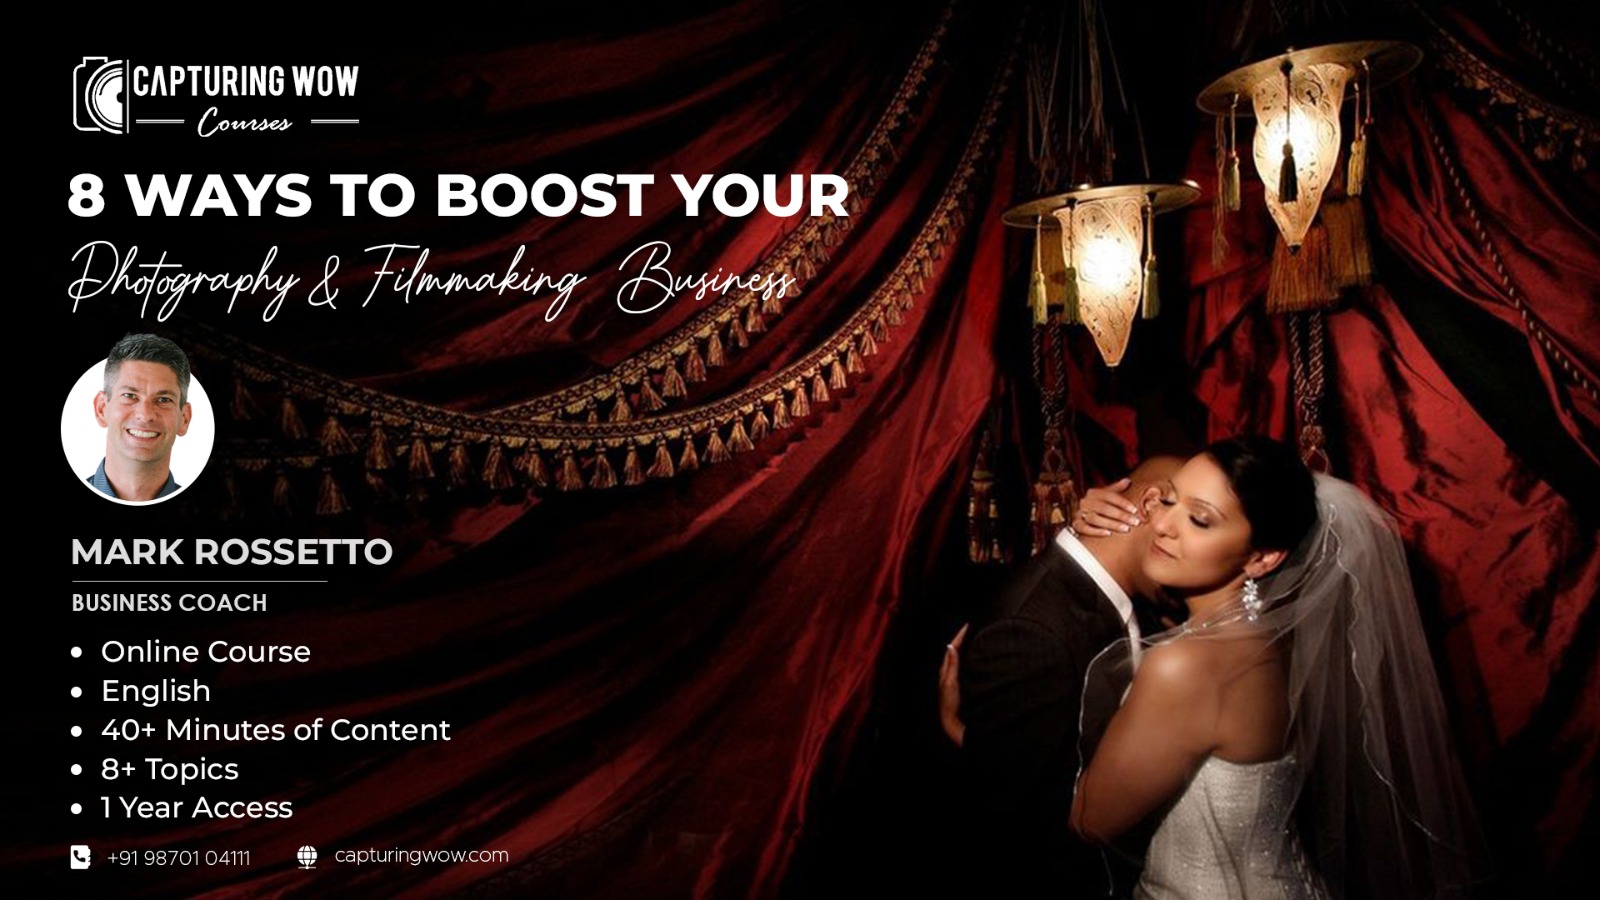 CAPTURING WOW
Courses
8 WAYS TO BOOST YOUR
Photography & Filmmaking Business
MARK ROSSETTO
BUSINESS COACH
• Online Course
• English
• 40+ Minutes of Content
• 8+ Topics
• 1 Year Access
+91 98701 04111
capturingwow.com